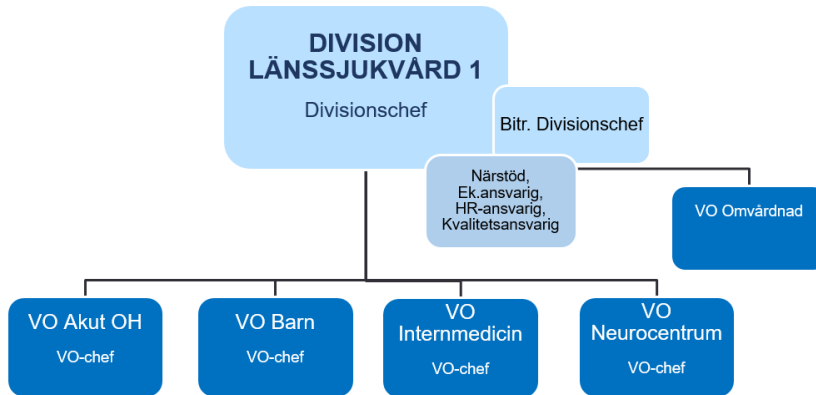 DIVISION
LÄNSSJUKVÅRD 1
Divisionschef
Bitr. Divisionschef
Närstöd,
Ek.ansvarig,
HR-ansvarig,
Kvalitetsansvarig
VO Omvårdnad
VO Akut OH
VO-chef
VO Barn
VO-chef
VO
Internmedicin
VO-chef
VO
Neurocentrum
VO-chef